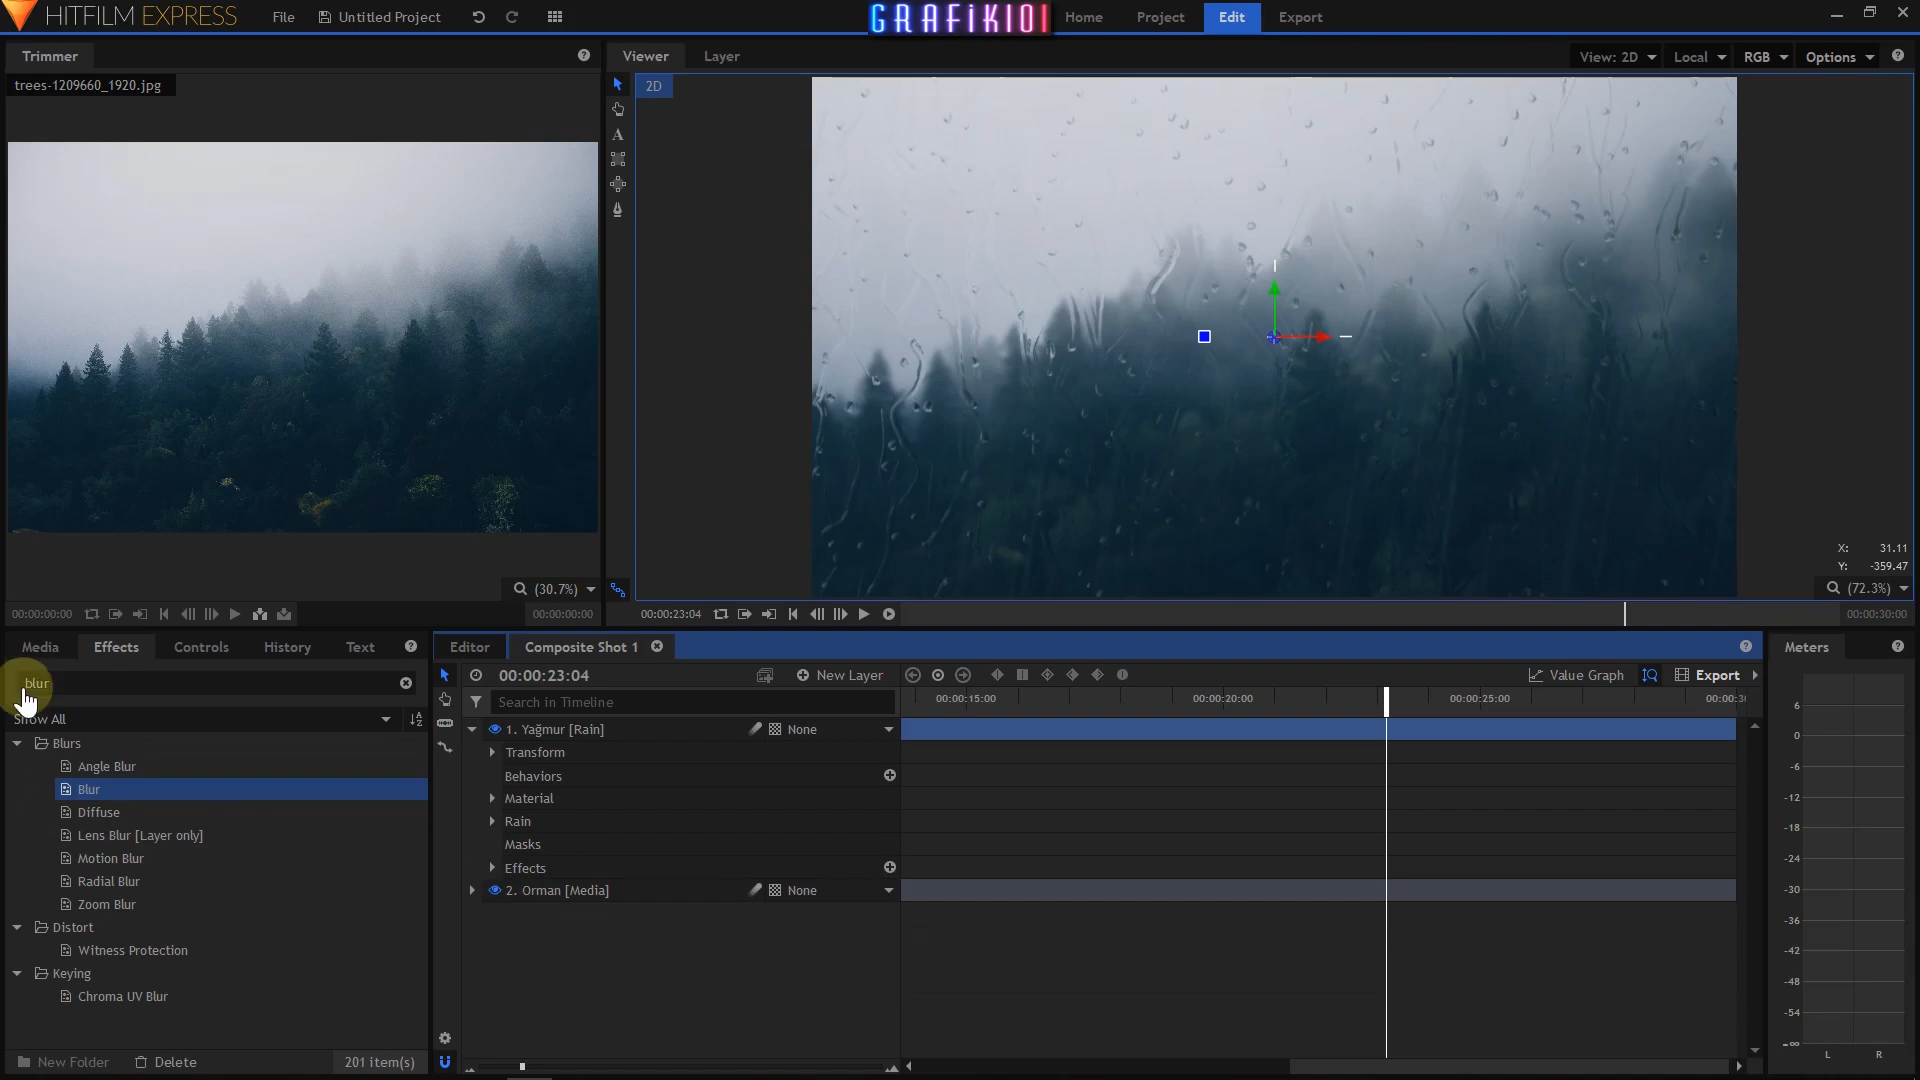 HITFILM EXPRESS
File
Untitled Project
GRAFİK101
Home
Project
Edit
Export
Trimmer
trees-1209660_1920.jpg
Viewer
Layer
View: 2D
Local
RGB
Options
2D
X: 31.11
Y: -359.47
(30.7%)
(72.3%)
00:00:00:00
00:00:00:00
00:00:23:04
00:00:30:00
Media
Effects
Controls
History
Text
blur
Show All
Blurs
Angle Blur
Blur
Diffuse
Lens Blur [Layer only]
Motion Blur
Radial Blur
Zoom Blur
Distort
Witness Protection
Keying
Chroma UV Blur
New Folder
Delete
201 item(s)
Editor
Composite Shot 1
00:00:23:04
New Layer
Value Graph
Export
Search in Timeline
00:00:15:00
00:00:20:00
00:00:25:00
1. Yağmur [Rain]
None
Transform
Behaviors
Material
Rain
Masks
Effects
2. Orman [Media]
None
Meters
6
0
-6
-12
-18
-24
-30
-36
-42
-48
-54
-∞
L
R